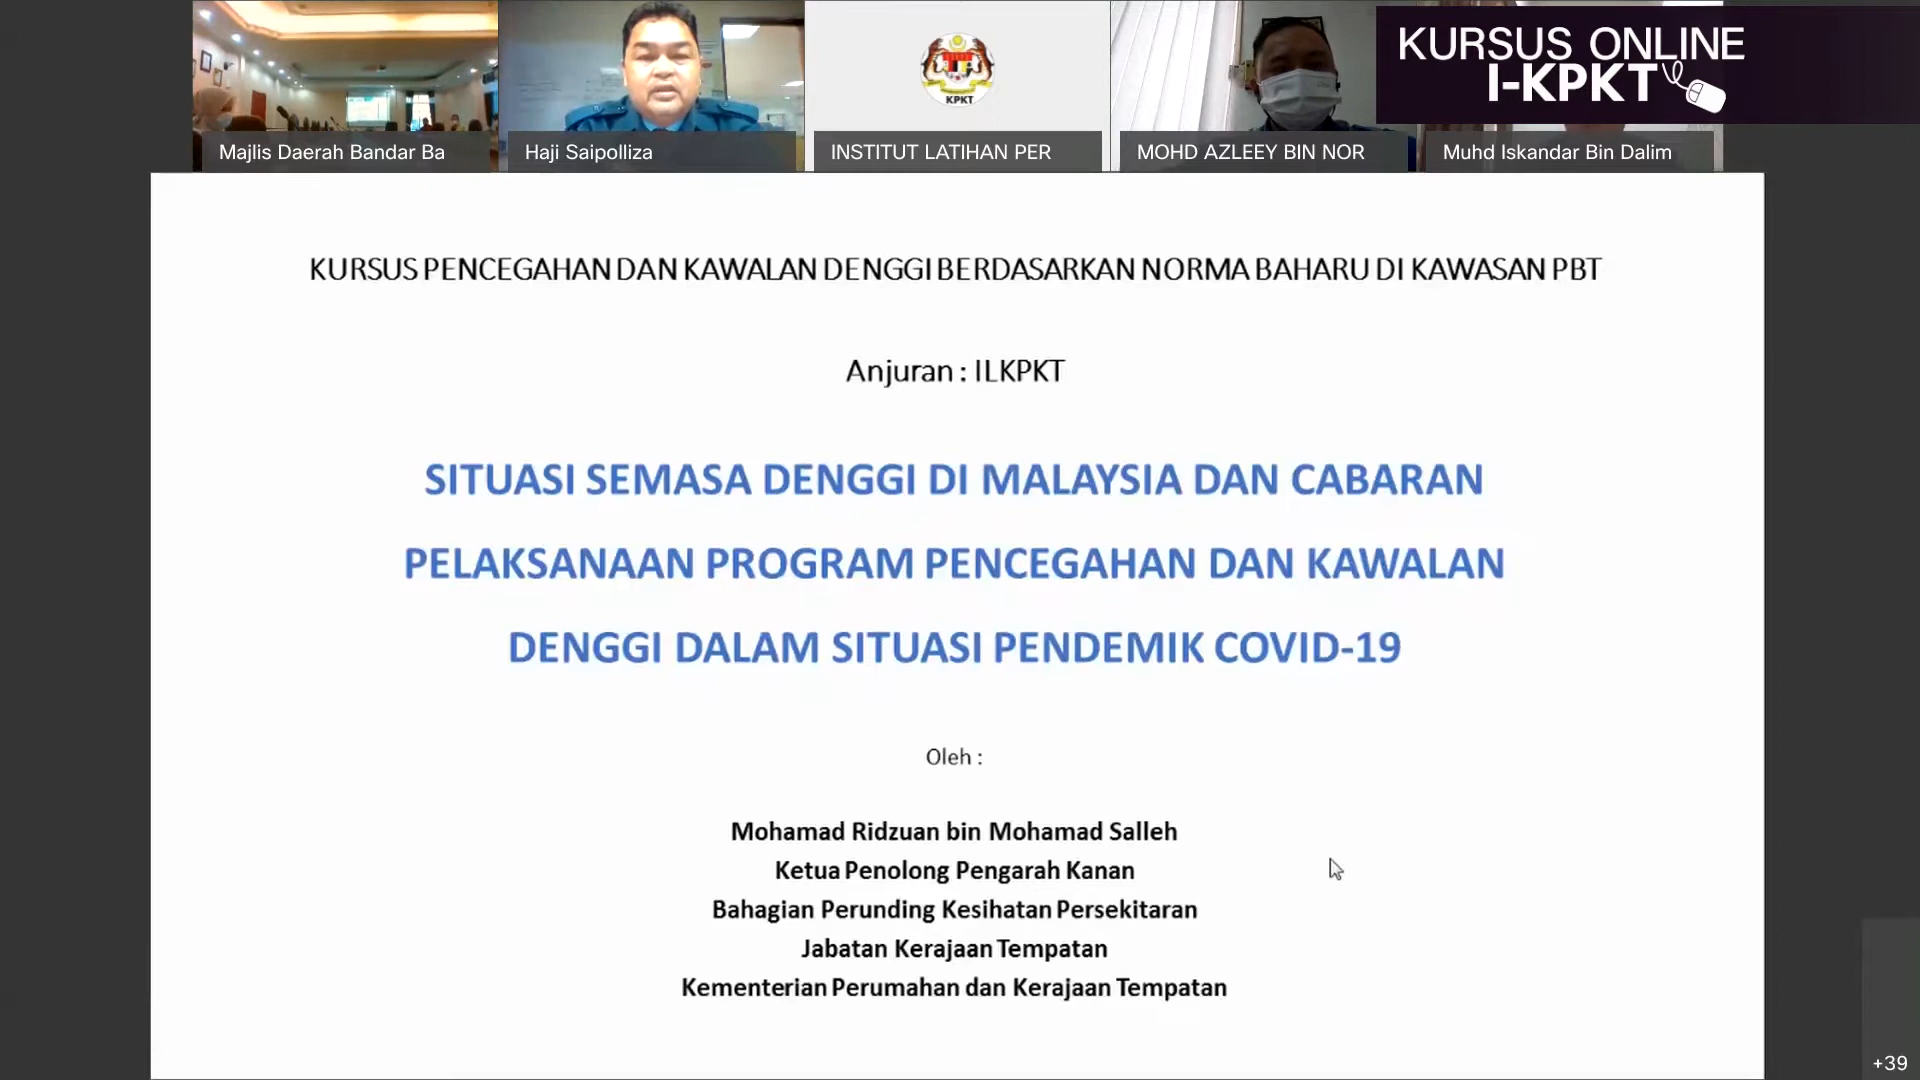 KURSUS ONLINE
I-KPKT
KPKT
Majlis Daerah Bandar Ba
Haji Saipolliza
INSTITUT LATIHAN PER
MOHD AZLEEY BIN NOR
Muhd Iskandar Bin Dalim
KURSUS PENCEGAHAN DAN KAWALAN DENGGI BERDASARKAN NORMA BAHARU DI KAWASAN PBT
Anjuran : ILKPKT
SITUASI SEMASA DENGGI DI MALAYSIA DAN CABARAN
PELAKSANAAN PROGRAM PENCEGAHAN DAN KAWALAN
DENGGI DALAM SITUASI PENDEMIK COVID-19
Oleh :
Mohamad Ridzuan bin Mohamad Salleh
Ketua Penolong Pengarah Kanan
Bahagian Perunding Kesihatan Persekitaran
Jabatan Kerajaan Tempatan
Kementerian Perumahan dan Kerajaan Tempatan
+39